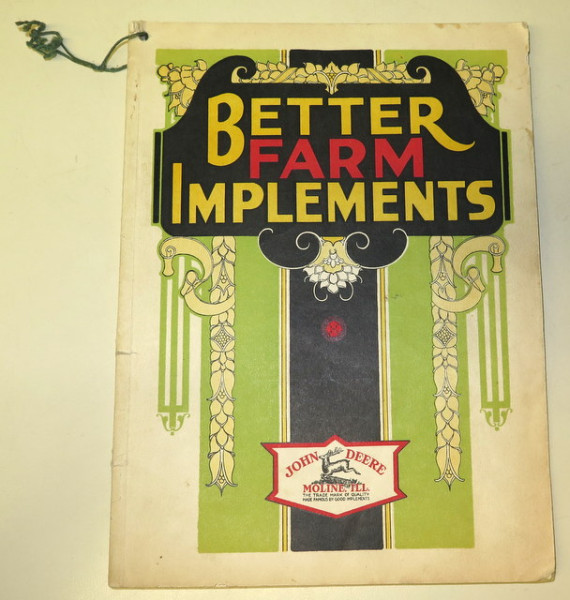 BETTER
FARM
IMPLEMENTS
JOHN DEERE
MOLINE, ILL.
THE TRADE MARK OF QUALITY
MADE FAMOUS BY GOOD IMPLEMENTS